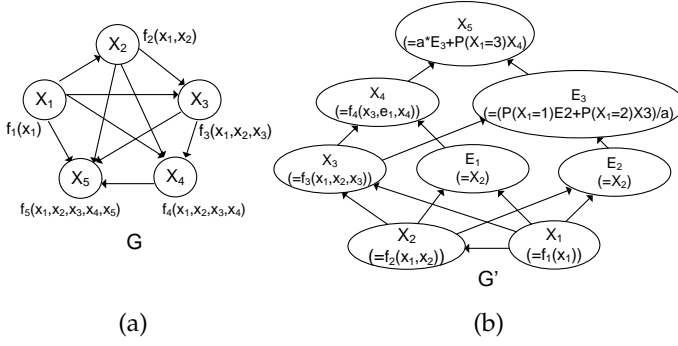 X2
f2(x1,x2)
X1
X3
f1(x1)
f3(x1,x2,x3)
X5
X4
f5(x1,x2,x3,x4,x5)
f4(x1,x2,x3,x4)
G
(a)
X5
(=a*E3+P(X1=3)X4)
X4
(=f4(x3,e1,x4))
E3
(=(P(X1=1)E2+P(X1=2)X3)/a)
X3
(=f3(x1,x2,x3))
E1
(=X2)
E2
(=X2)
X2
(=f2(x1,x2))
X1
(=f1(x1))
G'
(b)